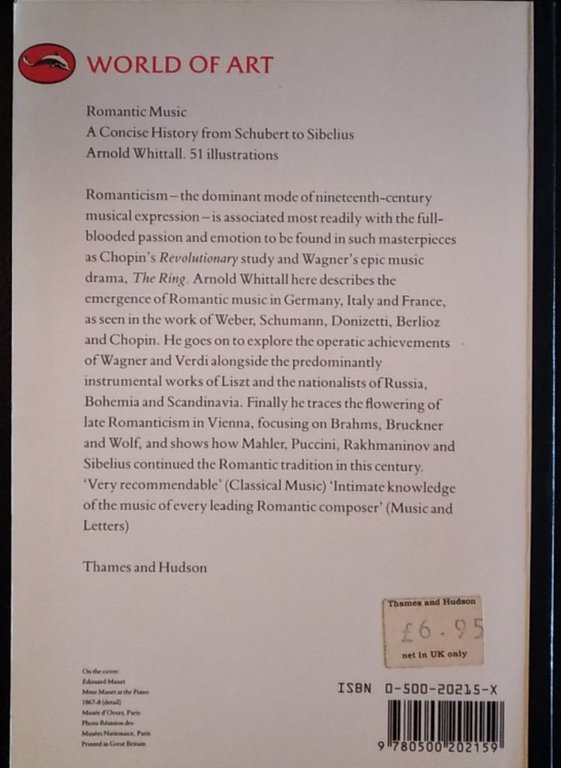 WORLD OF ART
Romantic Music
A Concise History from Schubert to Sibelius
Arnold Whittall. 51 illustrations
Romanticism – the dominant mode of nineteenth-century
musical expression – is associated most readily with the full-
blooded passion and emotion to be found in such masterpieces
as Chopin's Revolutionary study and Wagner's epic music
drama, The Ring. Arnold Whittall here describes the
emergence of Romantic music in Germany, Italy and France,
as seen in the work of Weber, Schumann, Donizetti, Berlioz
and Chopin. He goes on to explore the operatic achievements
of Wagner and Verdi alongside the predominantly
instrumental works of Liszt and the nationalists of Russia,
Bohemia and Scandinavia. Finally he traces the flowering of
late Romanticism in Vienna, focusing on Brahms, Bruckner
and Wolf, and shows how Mahler, Puccini, Rakhmaninov and
Sibelius continued the Romantic tradition in this century.
'Very recommendable' (Classical Music) 'Intimate knowledge
of the music of every leading Romantic composer' (Music and
Letters)
Thames and Hudson
Thames and Hudson
£6.95
net in UK only
On the cover:
Edouard Manet
Mme Manet at the Piano
1867-8 (detail)
Musée d'Orsay, Paris
Photo Réunion des
Musées Nationaux, Paris
Printed in Great Britain
ISBN 0-500-20215-X
9 780500 202159